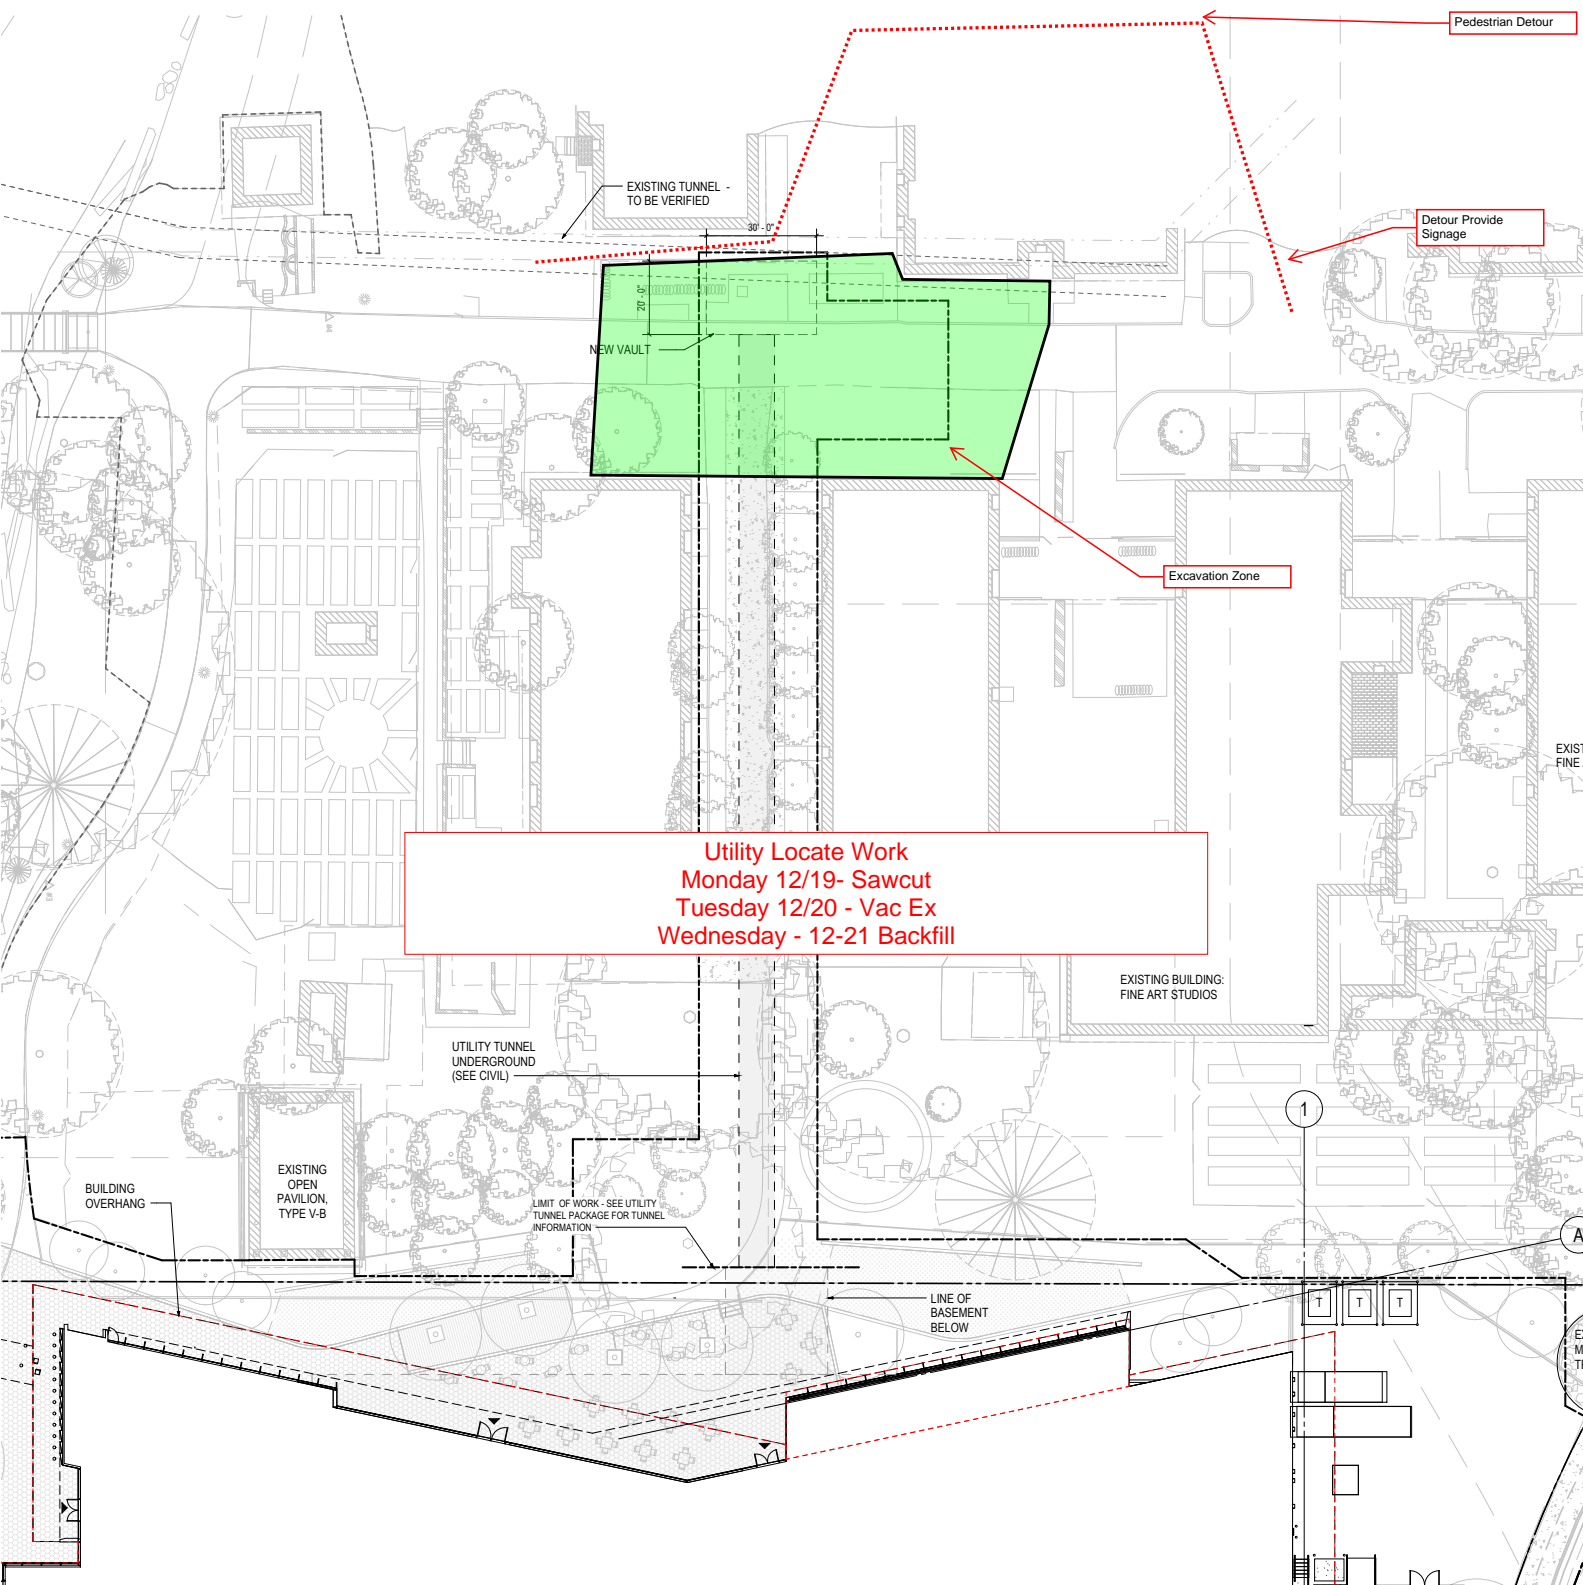 Pedestrian Detour
EXISTING TUNNEL -
TO BE VERIFIED
Detour Provide
Signage
30' - 0"
20' - 0"
NEW VAULT
Excavation Zone
Utility Locate Work
Monday 12/19- Sawcut
Tuesday 12/20 - Vac Ex
Wednesday - 12-21 Backfill
EXISTING BUILDING:
FINE ART STUDIOS
FINE
UTILITY TUNNEL
UNDERGROUND
(SEE CIVIL)
1
EXISTING
OPEN
PAVILION,
TYPE V-B
BUILDING
OVERHANG
LIMIT OF WORK - SEE UTILITY
TUNNEL PACKAGE FOR TUNNEL
INFORMATION
A
LINE OF
BASEMENT
BELOW
T T T